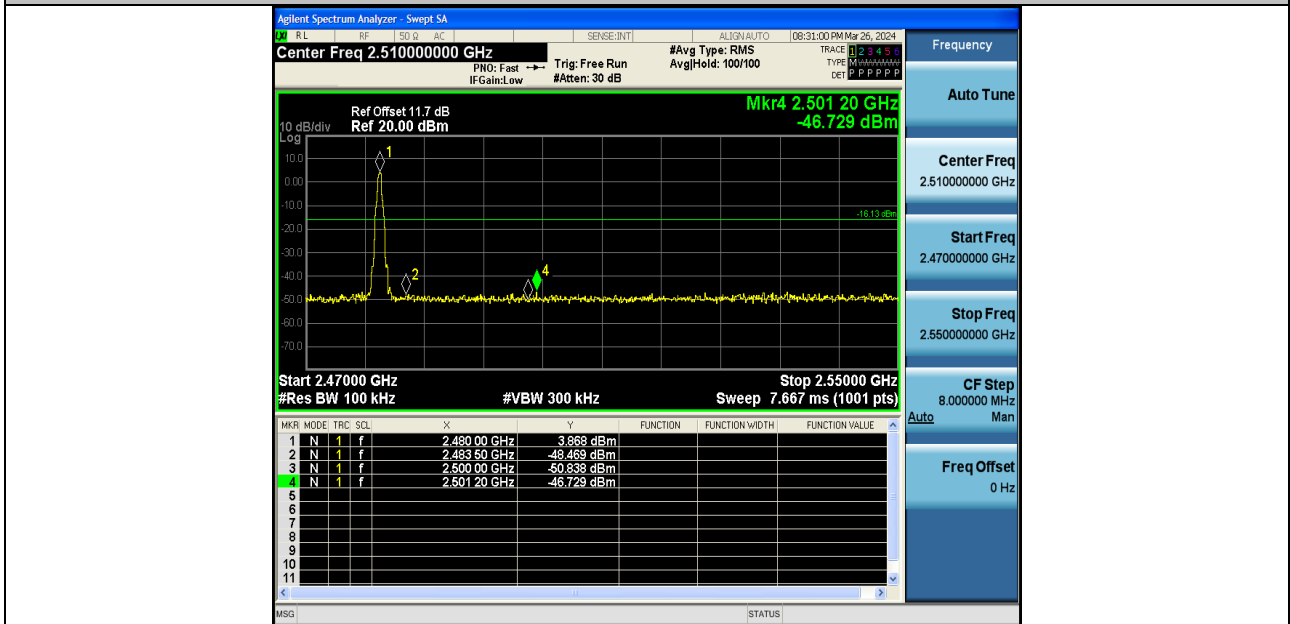 Agilent Spectrum Analyzer - Swept SA
RL RF 50 Ω AC SENSE:INT ALIGN AUTO 08:31:00 PM Mar 26, 2024
Center Freq 2.510000000 GHz
PNO: Fast
IFGain:Low
Trig: Free Run
#Atten: 30 dB
#Avg Type: RMS
Avg|Hold: 100/100
TRACE 1 2 3 4 5 6
TYPE M
DET P P P P P P
Frequency
Auto Tune
Center Freq
2.510000000 GHz
Start Freq
2.470000000 GHz
Stop Freq
2.550000000 GHz
CF Step
8.000000 MHz
Auto Man
Freq Offset
0 Hz
Mkr4 2.501 20 GHz
-46.729 dBm
Ref Offset 11.7 dB
10 dB/div Ref 20.00 dBm
Log
10.0
0.00
-10.0
-20.0
-30.0
-40.0
-50.0
-60.0
-70.0
1
2
4
-16.13 dBm
Start 2.47000 GHz Stop 2.55000 GHz
#Res BW 100 kHz #VBW 300 kHz Sweep 7.667 ms (1001 pts)
MKR MODE TRC SCL X Y FUNCTION FUNCTION WIDTH FUNCTION VALUE
1 N 1 f 2.480 00 GHz 3.868 dBm
2 N 1 f 2.483 50 GHz -48.469 dBm
3 N 1 f 2.500 00 GHz -50.838 dBm
4 N 1 f 2.501 20 GHz -46.729 dBm
5
6
7
8
9
10
11
MSG STATUS